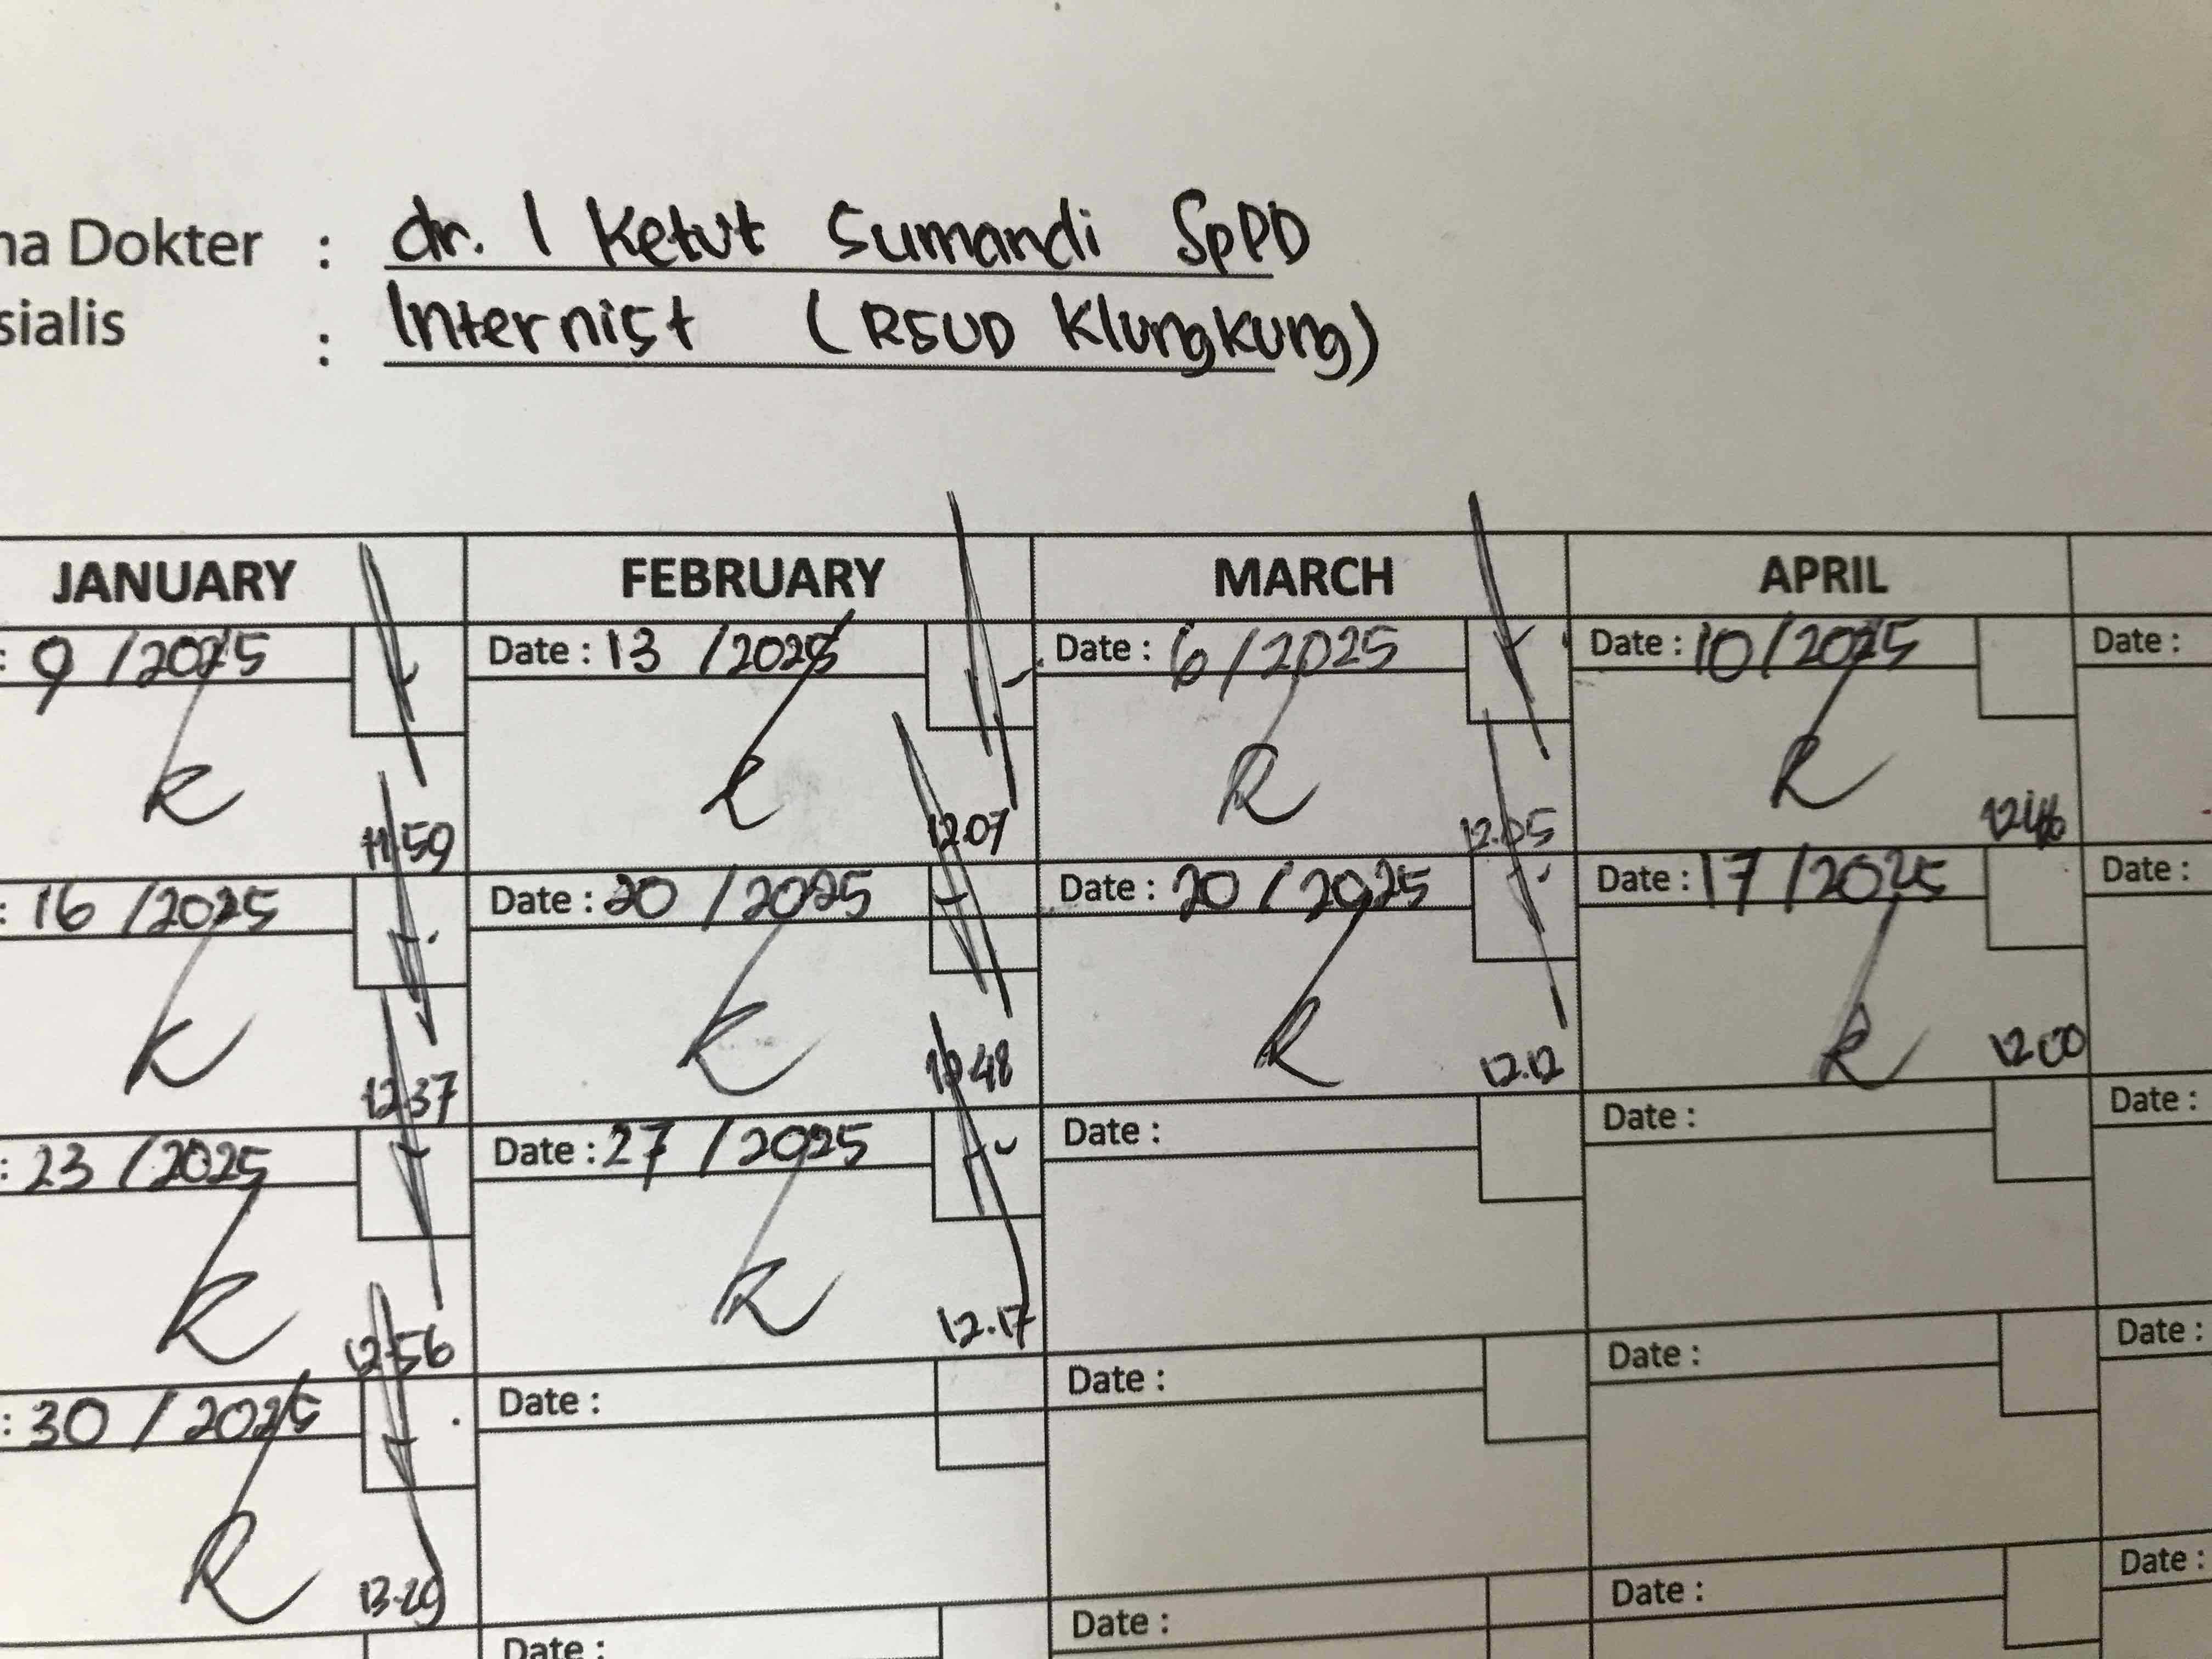 na Dokter : dr. I Ketut Sumandi SpPD
sialis : Internist (RSUD Klungkung)
JANUARY FEBRUARY MARCH APRIL
: 9 /2025 Date : 13 /2025 Date : 6 /2025 Date : 10/2025 Date :
11.59 12.07 12.05 12.46
: 16 /2025 Date : 20 /2025 Date : 20 /2025 Date : 17 /2025 Date :
12.37 12.12 12.00
: 23 /2025 Date : 27 /2025 Date : Date : Date :
12.56 12.17
: 30 /2025 Date : Date : Date : Date :
13.29
Date : Date : Date : Date :